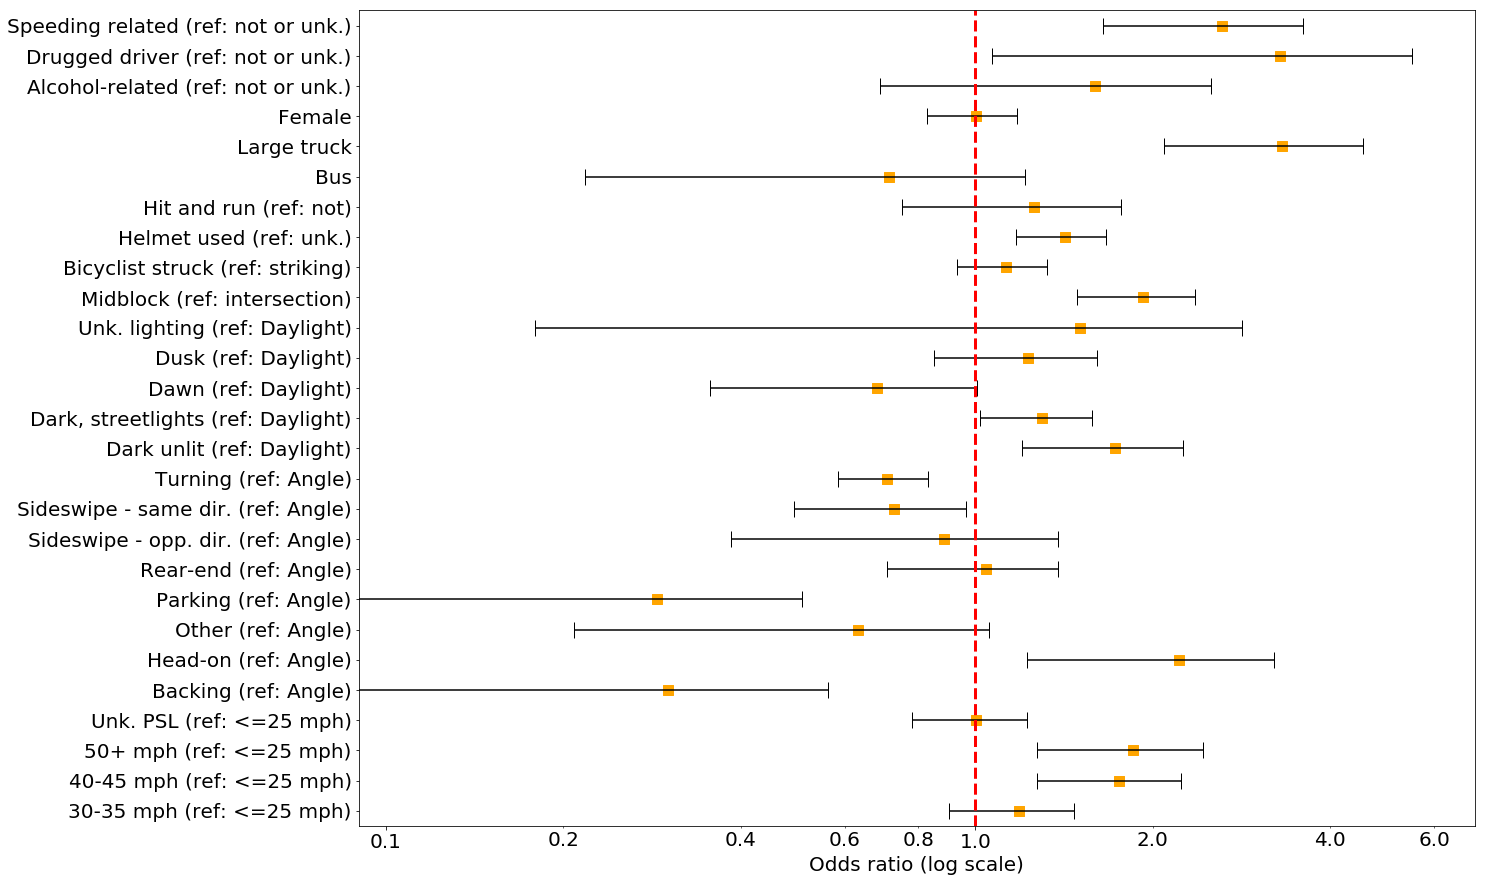 Speeding related (ref: not or unk.)
Drugged driver (ref: not or unk.)
Alcohol-related (ref: not or unk.)
Female
Large truck
Bus
Hit and run (ref: not)
Helmet used (ref: unk.)
Bicyclist struck (ref: striking)
Midblock (ref: intersection)
Unk. lighting (ref: Daylight)
Dusk (ref: Daylight)
Dawn (ref: Daylight)
Dark, streetlights (ref: Daylight)
Dark unlit (ref: Daylight)
Turning (ref: Angle)
Sideswipe - same dir. (ref: Angle)
Sideswipe - opp. dir. (ref: Angle)
Rear-end (ref: Angle)
Parking (ref: Angle)
Other (ref: Angle)
Head-on (ref: Angle)
Backing (ref: Angle)
Unk. PSL (ref: <=25 mph)
50+ mph (ref: <=25 mph)
40-45 mph (ref: <=25 mph)
30-35 mph (ref: <=25 mph)
0.1 0.2 0.4 0.6 0.8 1.0 2.0 4.0 6.0
Odds ratio (log scale)